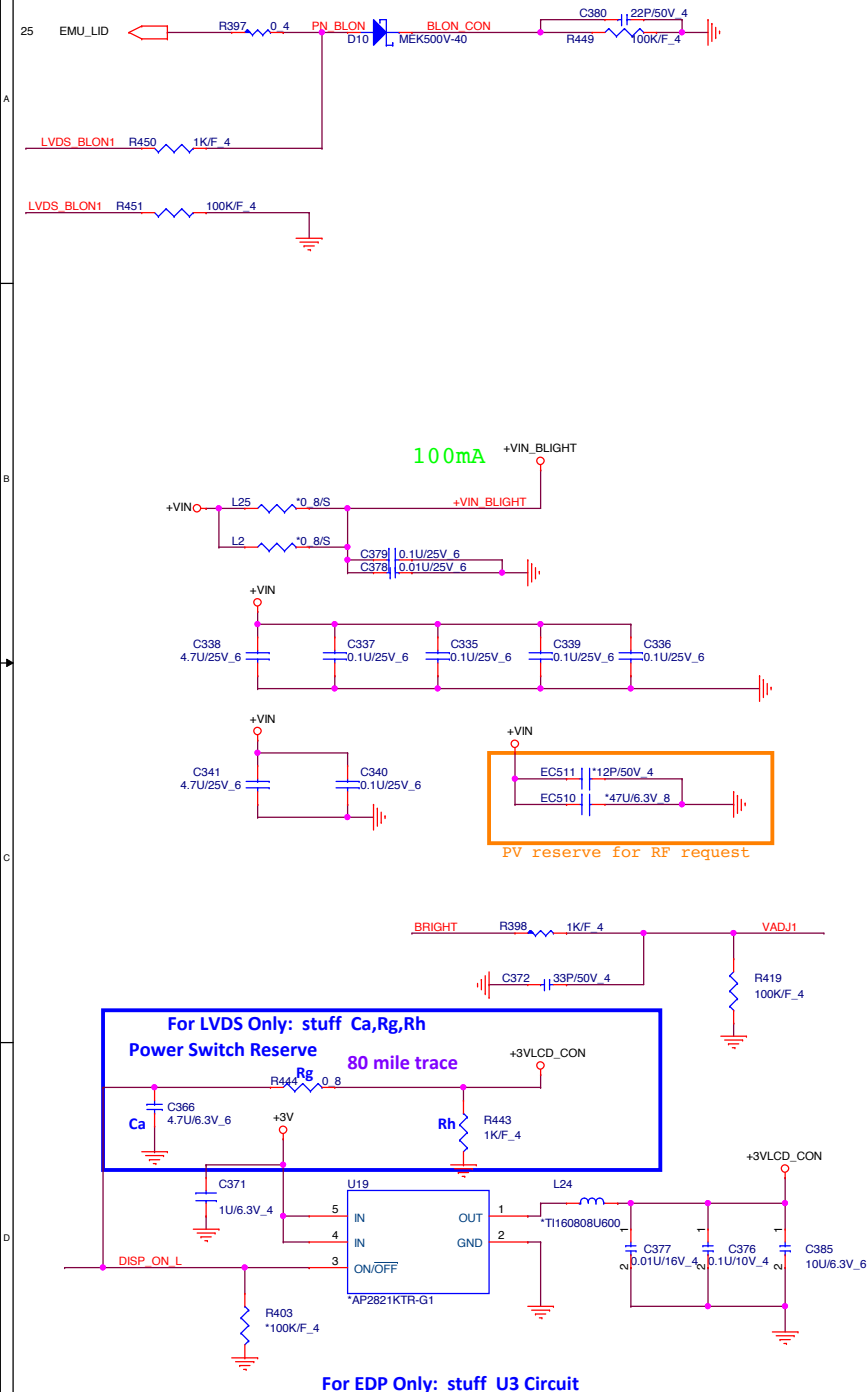 25 EMU_LID
R397 0_4
PN_BLON
D10
MEK500V-40
BLON_CON
C380 22P/50V_4
R449 100K/F_4
A
LVDS_BLON1 R450 1K/F_4
LVDS_BLON1 R451 100K/F_4
100mA
+VIN_BLIGHT
B
+VIN
L25 *0_8/S
+VIN_BLIGHT
L2 *0_8/S
C379 0.1U/25V_6
C378 0.01U/25V_6
+VIN
C338
4.7U/25V_6
C337
0.1U/25V_6
C335
0.1U/25V_6
C339
0.1U/25V_6
C336
0.1U/25V_6
+VIN
C341
4.7U/25V_6
C340
0.1U/25V_6
+VIN
EC511 *12P/50V_4
EC510 *47U/6.3V_8
PV reserve for RF request
C
BRIGHT R398 1K/F_4 VADJ1
C372 33P/50V_4
R419
100K/F_4
For LVDS Only: stuff Ca,Rg,Rh
Power Switch Reserve
80 mile trace
+3VLCD_CON
Rg
R444 0_8
C366
4.7U/6.3V_6
Ca
+3V
Rh
R443
1K/F_4
+3VLCD_CON
C371
1U/6.3V_4
U19
L24
5 IN OUT 1
*TI160808U600
4 IN GND 2
D
DISP_ON_L 3 ON/OFF
*AP2821KTR-G1
1 2 C377
0.01U/16V_4
1 2 C376
0.1U/10V_4
1 2 C385
10U/6.3V_6
R403
*100K/F_4
For EDP Only: stuff U3 Circuit